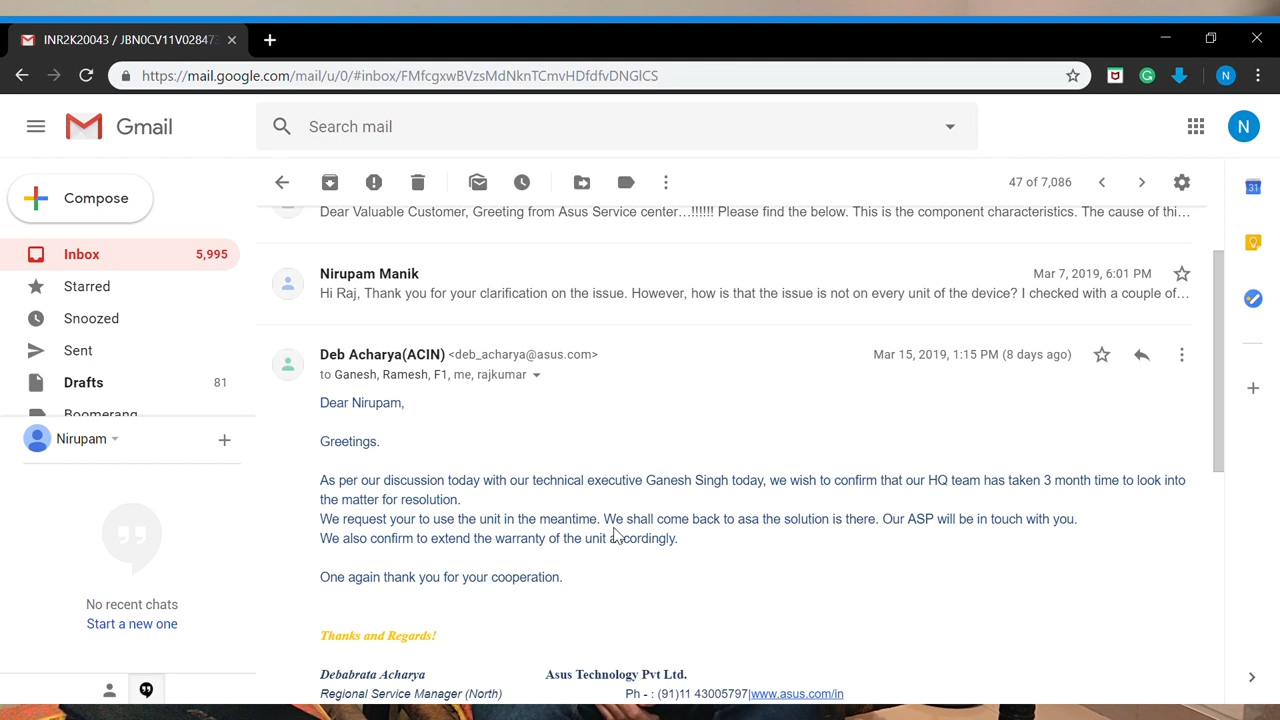 INR2K20043 / JBN0CV11V02847
https://mail.google.com/mail/u/0/#inbox/FMfcgxwBVzsMdNknTCmvHDfdfvDNGlCS
N
Gmail
Search mail
N
Compose
47 of 7,086
31
Dear Valuable Customer, Greeting from Asus Service center…!!!!!! Please find the below. This is the component characteristics. The cause of thi…
Inbox 5,995
Starred
Snoozed
Sent
Drafts 81
Boomerang
Nirupam
No recent chats
Start a new one
Nirupam Manik Mar 7, 2019, 6:01 PM
Hi Raj, Thank you for your clarification on the issue. However, how is that the issue is not on every unit of the device? I checked with a couple of…
Deb Acharya(ACIN) <deb_acharya@asus.com> Mar 15, 2019, 1:15 PM (8 days ago)
to Ganesh, Ramesh, F1, me, rajkumar
Dear Nirupam,
Greetings.
As per our discussion today with our technical executive Ganesh Singh today, we wish to confirm that our HQ team has taken 3 month time to look into
the matter for resolution.
We request your to use the unit in the meantime. We shall come back to asa the solution is there. Our ASP will be in touch with you.
We also confirm to extend the warranty of the unit accordingly.
One again thank you for your cooperation.
Thanks and Regards!
Debabrata Acharya Asus Technology Pvt Ltd.
Regional Service Manager (North) Ph - : (91)11 43005797|www.asus.com/in